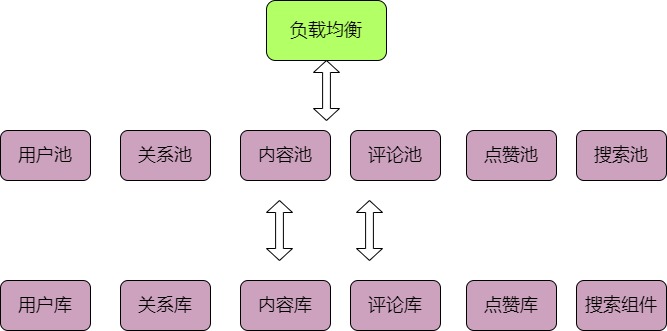 负载均衡
用户池
关系池
内容池
评论池
点赞池
搜索池
用户库
关系库
内容库
评论库
点赞库
搜索组件